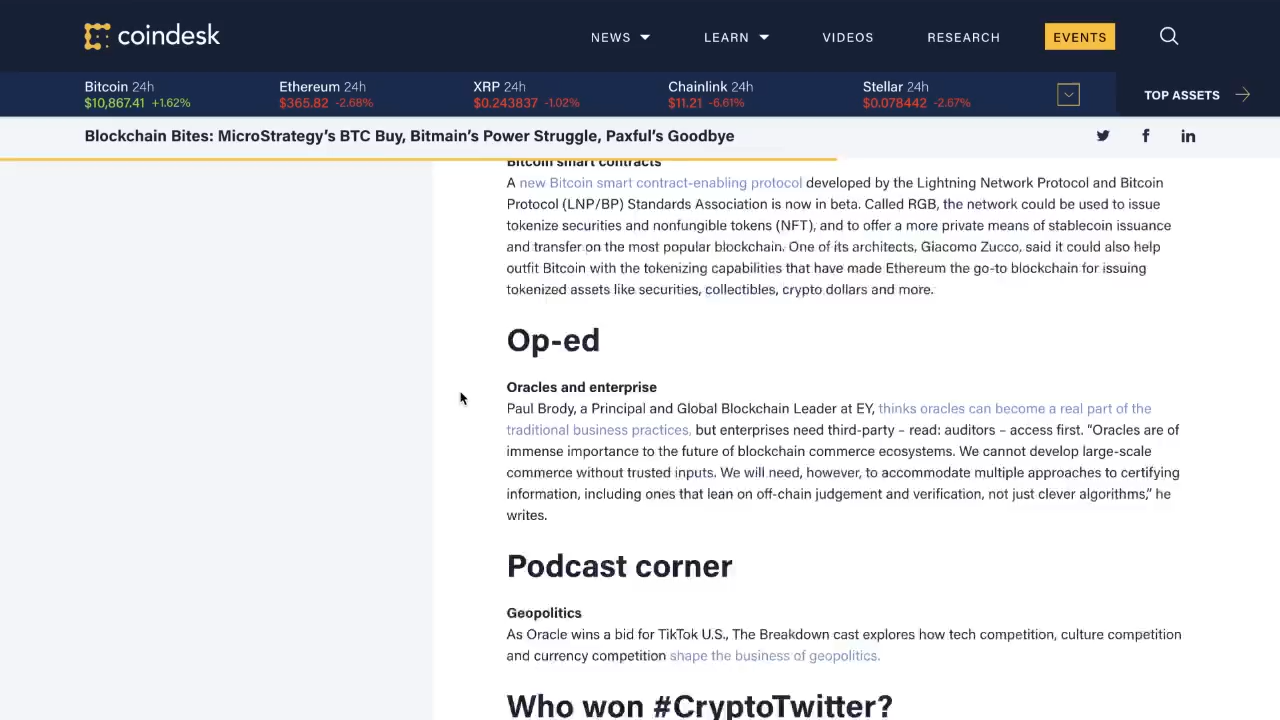 coindesk
NEWS LEARN VIDEOS RESEARCH EVENTS
Bitcoin 24h Ethereum 24h XRP 24h Chainlink 24h Stellar 24h
$10,867.41 +1.62% $365.82 -2.68% $0.243837 -1.02% $11.21 -6.61% $0.078442 -2.67%
TOP ASSETS
Blockchain Bites: MicroStrategy's BTC Buy, Bitmain's Power Struggle, Paxful's Goodbye
Bitcoin smart contracts
A new Bitcoin smart contract-enabling protocol developed by the Lightning Network Protocol and Bitcoin
Protocol (LNP/BP) Standards Association is now in beta. Called RGB, the network could be used to issue
tokenize securities and nonfungible tokens (NFT), and to offer a more private means of stablecoin issuance
and transfer on the most popular blockchain. One of its architects, Giacomo Zucco, said it could also help
outfit Bitcoin with the tokenizing capabilities that have made Ethereum the go-to blockchain for issuing
tokenized assets like securities, collectibles, crypto dollars and more.
Op-ed
Oracles and enterprise
Paul Brody, a Principal and Global Blockchain Leader at EY, thinks oracles can become a real part of the
traditional business practices, but enterprises need third-party – read: auditors – access first. "Oracles are of
immense importance to the future of blockchain commerce ecosystems. We cannot develop large-scale
commerce without trusted inputs. We will need, however, to accommodate multiple approaches to certifying
information, including ones that lean on off-chain judgement and verification, not just clever algorithms," he
writes.
Podcast corner
Geopolitics
As Oracle wins a bid for TikTok U.S., The Breakdown cast explores how tech competition, culture competition
and currency competition shape the business of geopolitics.
Who won #CryptoTwitter?